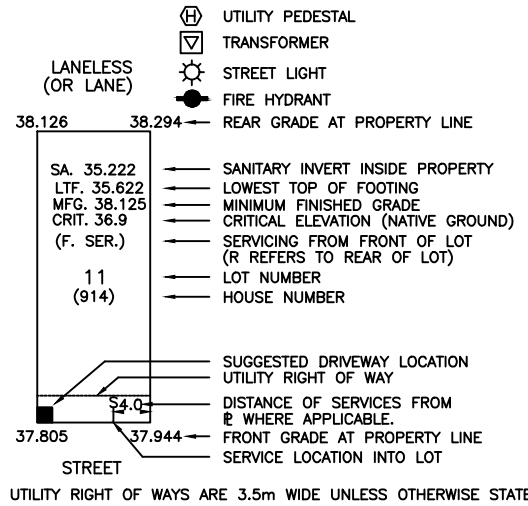 H UTILITY PEDESTAL
TRANSFORMER
LANELESS
(OR LANE)
STREET LIGHT
FIRE HYDRANT
38.126 38.294 REAR GRADE AT PROPERTY LINE
SA. 35.222 SANITARY INVERT INSIDE PROPERTY
LTF. 35.622 LOWEST TOP OF FOOTING
MFG. 38.125 MINIMUM FINISHED GRADE
CRIT. 36.9 CRITICAL ELEVATION (NATIVE GROUND)
(F. SER.) SERVICING FROM FRONT OF LOT
(R REFERS TO REAR OF LOT)
11 LOT NUMBER
(914) HOUSE NUMBER
SUGGESTED DRIVEWAY LOCATION
UTILITY RIGHT OF WAY
S 4.0 DISTANCE OF SERVICES FROM
℄ WHERE APPLICABLE.
37.805 37.944 FRONT GRADE AT PROPERTY LINE
SERVICE LOCATION INTO LOT
STREET
UTILITY RIGHT OF WAYS ARE 3.5m WIDE UNLESS OTHERWISE STATE